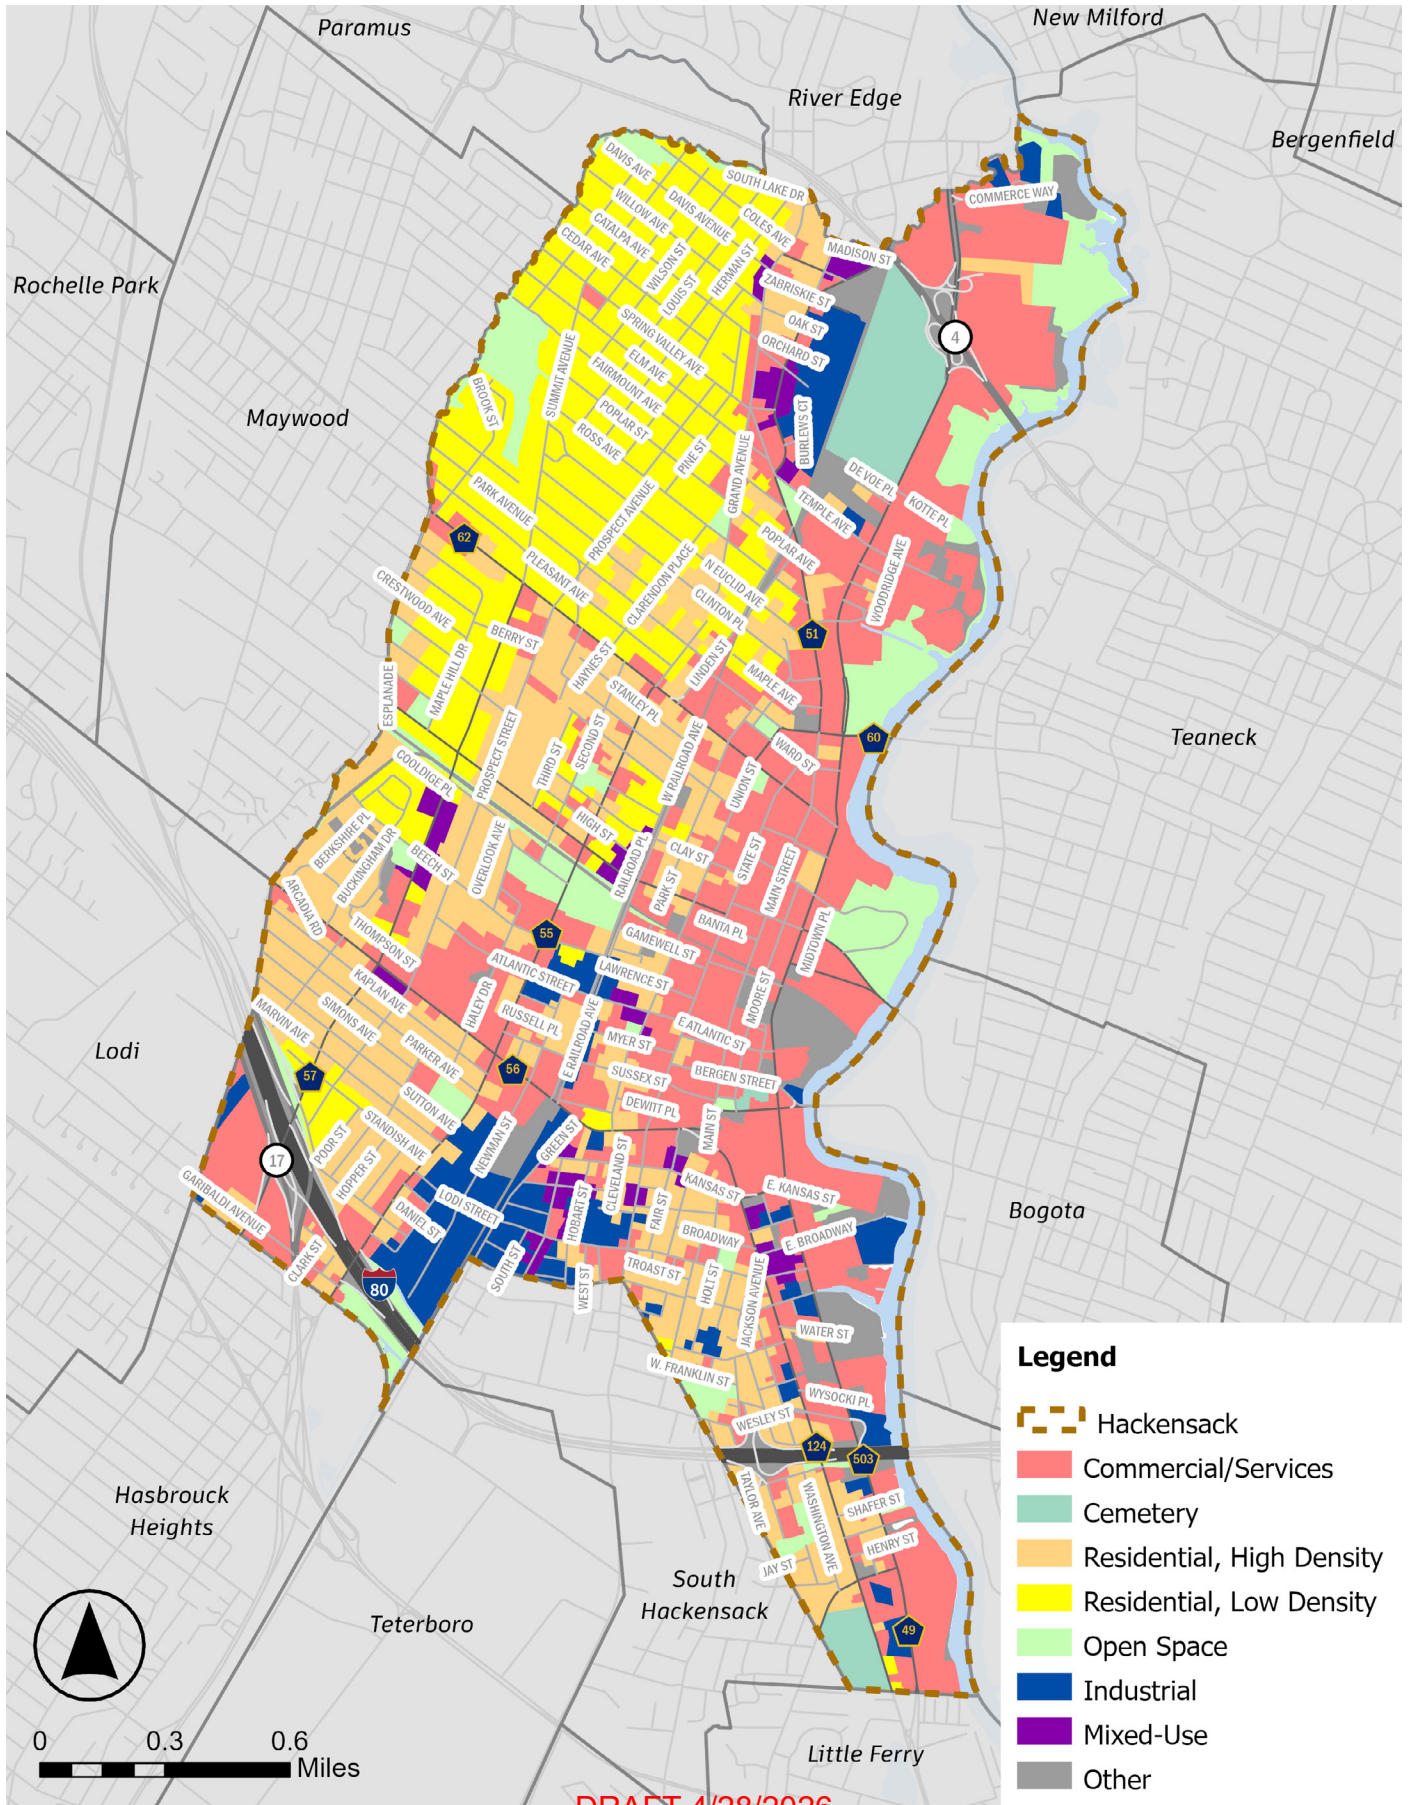 Paramus
New Milford
River Edge
Bergenfield
DAVIS AVE
SOUTH LAKE DR
COMMERCE WAY
WILLOW AVE
DAVIS AVENUE
COLES AVE
CATALPA AVE
CEDAR AVE
WILSON ST
HERMAN ST
MADISON ST
Rochelle Park
LOUIS ST
ZABRISKIE ST
OAK ST
SPRING VALLEY AVE
ORCHARD ST
4
ELM AVE
SUMMIT AVENUE
FAIRMOUNT AVE
BROOK ST
Maywood
POPLAR ST
BURLEWS CT
ROSS AVE
PINE ST
GRAND AVENUE
DE VOE PL
KOTTE PL
PARK AVENUE
PROSPECT AVENUE
TEMPLE AVE
62
POPLAR AVE
PLEASANT AVE
CLARENDON PLACE
N EUCLID AVE
WOODRIDGE AVE
CRESTWOOD AVE
CLINTON PL
BERRY ST
51
HAYNES ST
LINDEN ST
MAPLE HILL DR
ESPLANADE
STANLEY PL
MAPLE AVE
Teaneck
60
PROSPECT STREET
SECOND ST
THIRD ST
W RAILROAD AVE
WARD ST
COOLDIGE PL
UNION ST
HIGH ST
BERKSHIRE PL
BUCKINGHAM DR
BEECH ST
OVERLOOK AVE
RAILROAD PL
CLAY ST
STATE ST
MAIN STREET
ARCADIA RD
PARK ST
BANTA PL
MIDTOWN PL
THOMPSON ST
55
GAMEWELL ST
ATLANTIC STREET
LAWRENCE ST
KAPLAN AVE
HALEY DR
MOORE ST
MARVIN AVE
SIMONS AVE
RUSSELL PL
E RAILROAD AVE
MYER ST
E ATLANTIC ST
Lodi
PARKER AVE
57
56
SUSSEX ST
BERGEN STREET
SUTTON AVE
DEWITT PL
MAIN ST
STANDISH AVE
NEWMAN ST
GREEN ST
POOR ST
17
HOPPER ST
CLEVELAND ST
KANSAS ST
E. KANSAS ST
GARIBALDI AVENUE
LODI STREET
HOBART ST
FAIR ST
Bogota
DANIEL ST
BROADWAY
E. BROADWAY
CLARK ST
SOUTH ST
WEST ST
TROAST ST
HOLT ST
JACKSON AVENUE
80
WATER ST
W. FRANKLIN ST
WYSOCKI PL
WESLEY ST
124
503
TAYLOR AVE
WASHINGTON AVE
SHAFER ST
HENRY ST
JAY ST
Hasbrouck
Heights
South
Hackensack
Teterboro
49
Little Ferry
Legend
Hackensack
Commercial/Services
Cemetery
Residential, High Density
Residential, Low Density
Open Space
Industrial
Mixed-Use
Other
0 0.3 0.6
Miles
DRAFT 4/28/2026